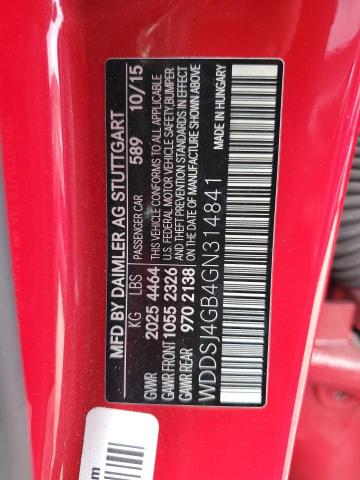 MFD BY DAIMLER AG STUTTGART
KG LBS PASSENGER CAR 589 10/15
GVWR 2025 4464 THIS VEHICLE CONFORMS TO ALL APPLICABLE
GAWR FRONT 1055 2326 U.S. FEDERAL MOTOR VEHICLE SAFETY, BUMPER
GAWR REAR 970 2138 AND THEFT PREVENTION STANDARDS IN EFFECT
ON THE DATE OF MANUFACTURE SHOWN ABOVE
WDDSJ4GB4GN314841 MADE IN HUNGARY
m